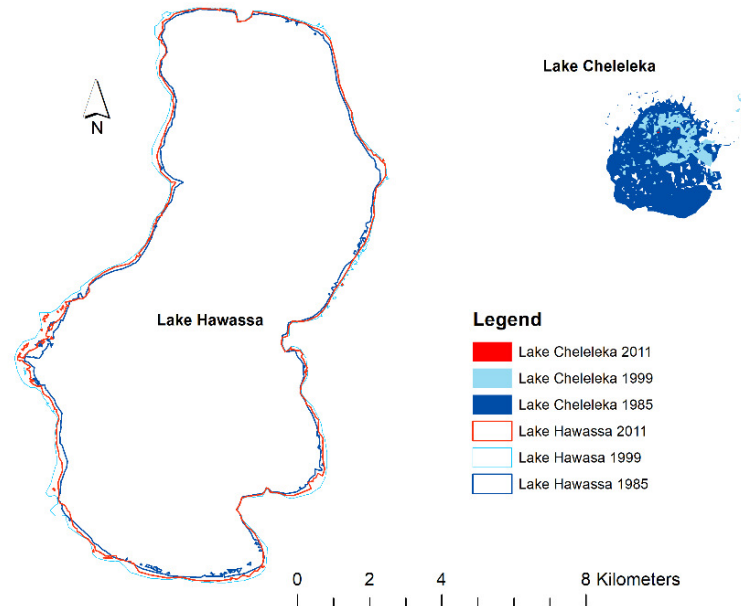 Lake Cheleleka
N
Lake Hawassa
Legend
Lake Cheleleka 2011
Lake Cheleleka 1999
Lake Cheleleka 1985
Lake Hawassa 2011
Lake Hawasa 1999
Lake Hawassa 1985
0 2 4 8 Kilometers